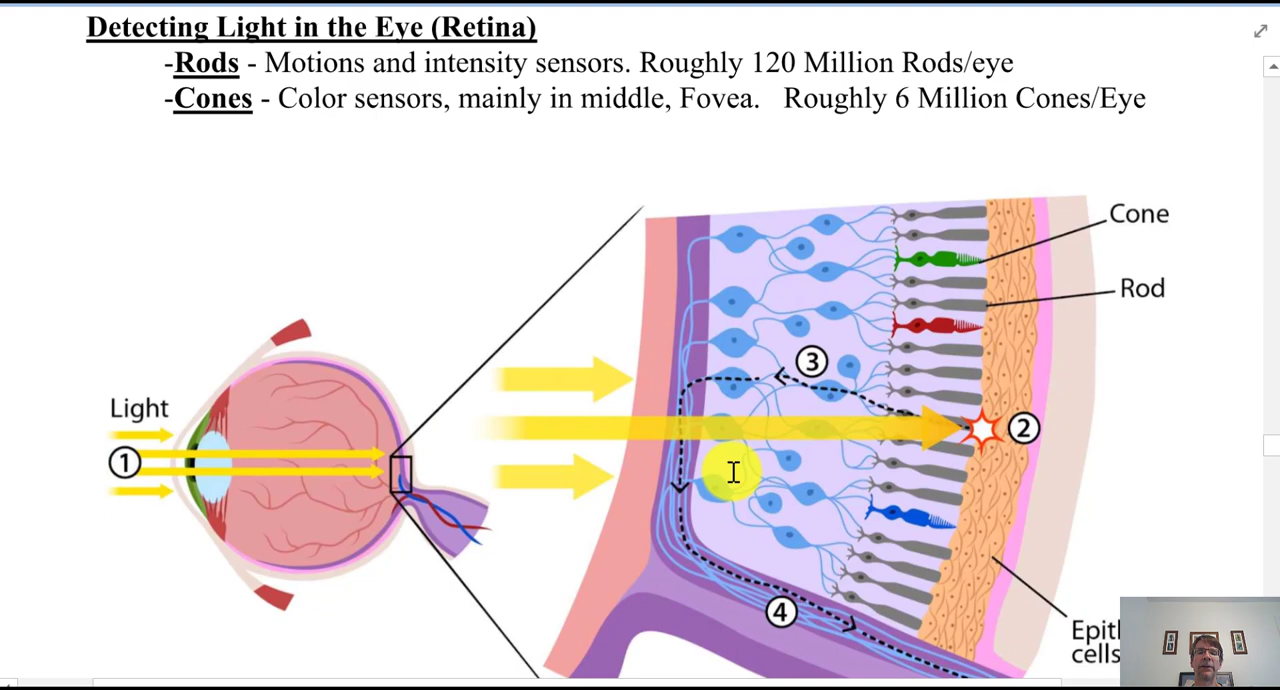 Detecting Light in the Eye (Retina)
-Rods - Motions and intensity sensors. Roughly 120 Million Rods/eye
-Cones - Color sensors, mainly in middle, Fovea. Roughly 6 Million Cones/Eye
Cone
Rod
3
Light
2
1
4
cells